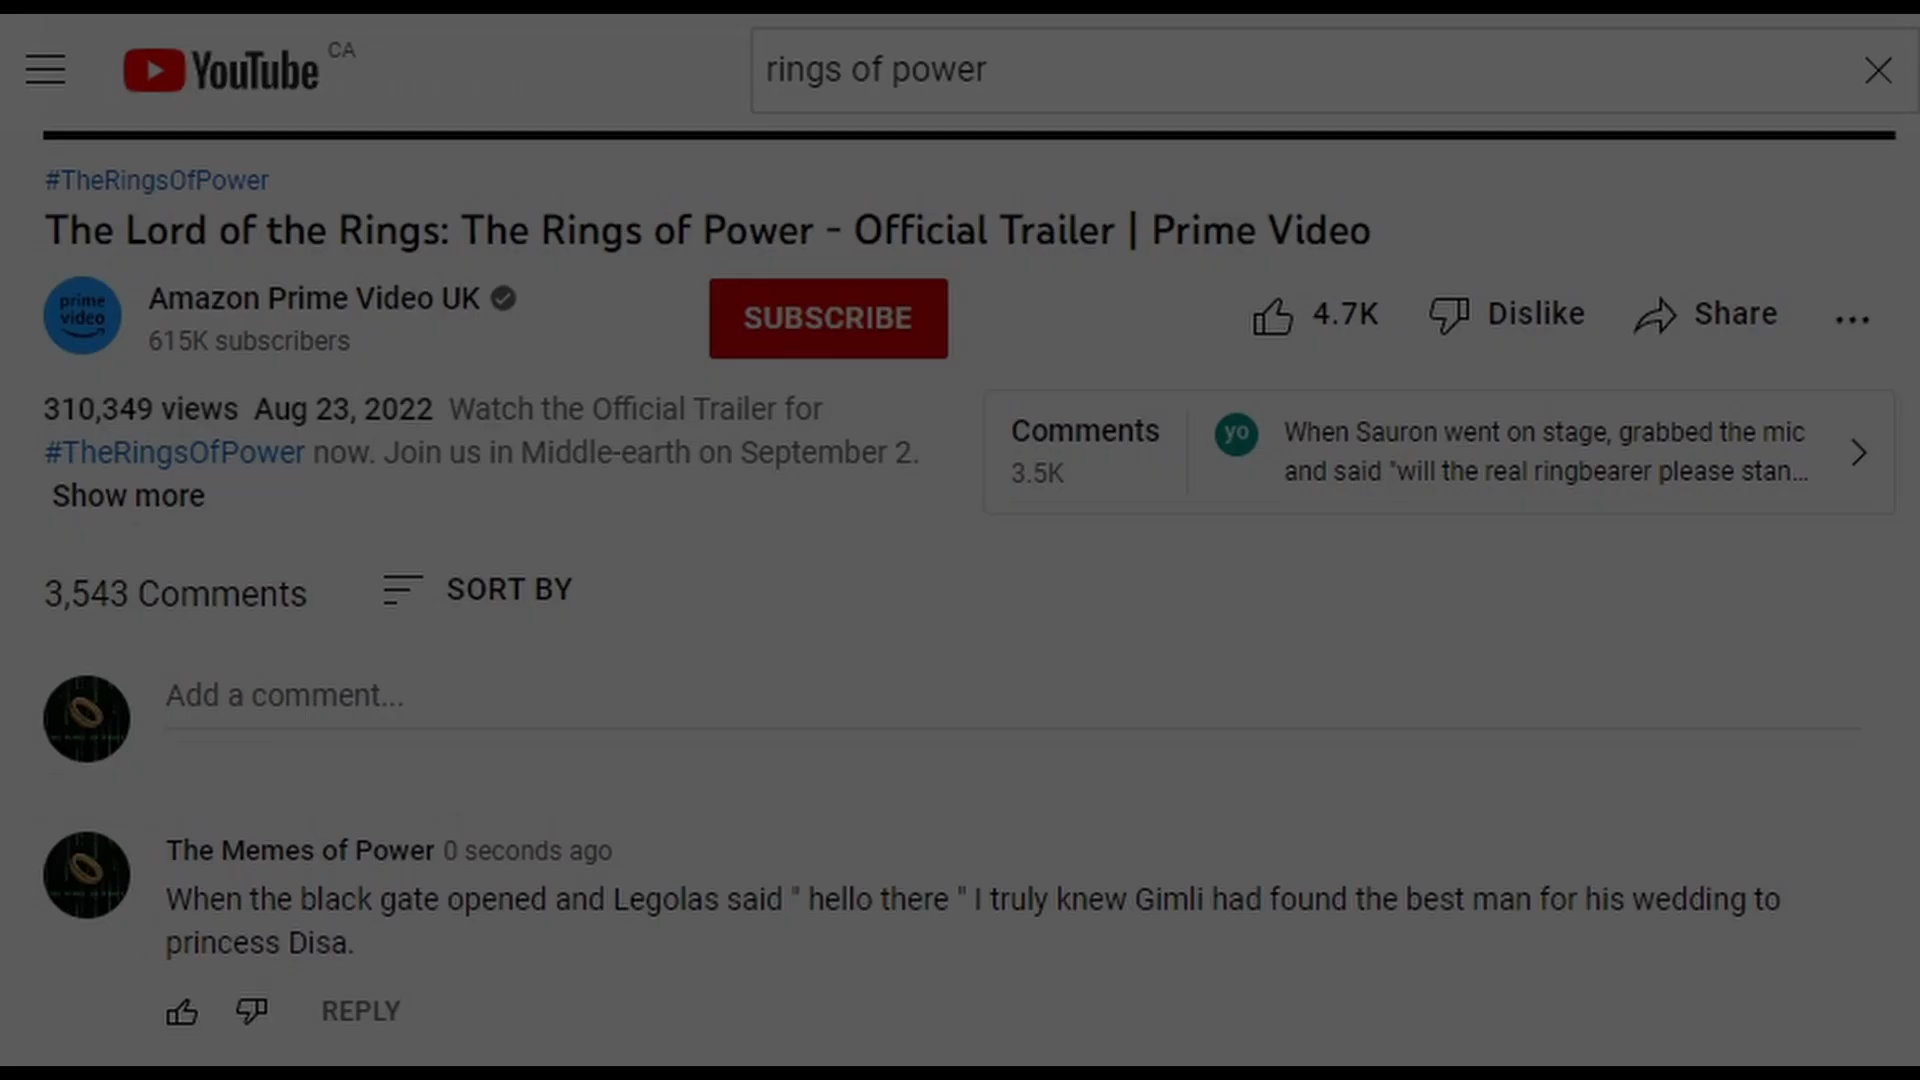 YouTube CA
rings of power
#TheRingsOfPower
The Lord of the Rings: The Rings of Power - Official Trailer | Prime Video
prime
video
Amazon Prime Video UK
615K subscribers
SUBSCRIBE
4.7K
Dislike
Share
310,349 views Aug 23, 2022 Watch the Official Trailer for
#TheRingsOfPower now. Join us in Middle-earth on September 2.
Show more
Comments
3.5K
yo
When Sauron went on stage, grabbed the mic
and said "will the real ringbearer please stan...
3,543 Comments
SORT BY
Add a comment...
The Memes of Power 0 seconds ago
When the black gate opened and Legolas said " hello there " I truly knew Gimli had found the best man for his wedding to
princess Disa.
REPLY